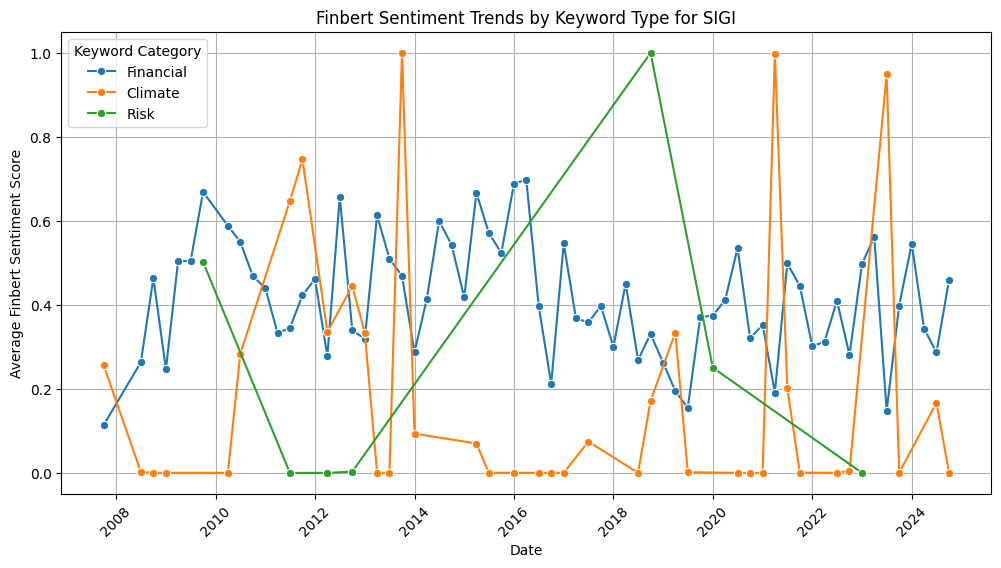 Finbert Sentiment Trends by Keyword Type for SIGI
Keyword Category
Financial
Climate
Risk
Average Finbert Sentiment Score
1.0
0.8
0.6
0.4
0.2
0.0
2008
2010
2012
2014
2016
2018
2020
2022
2024
Date